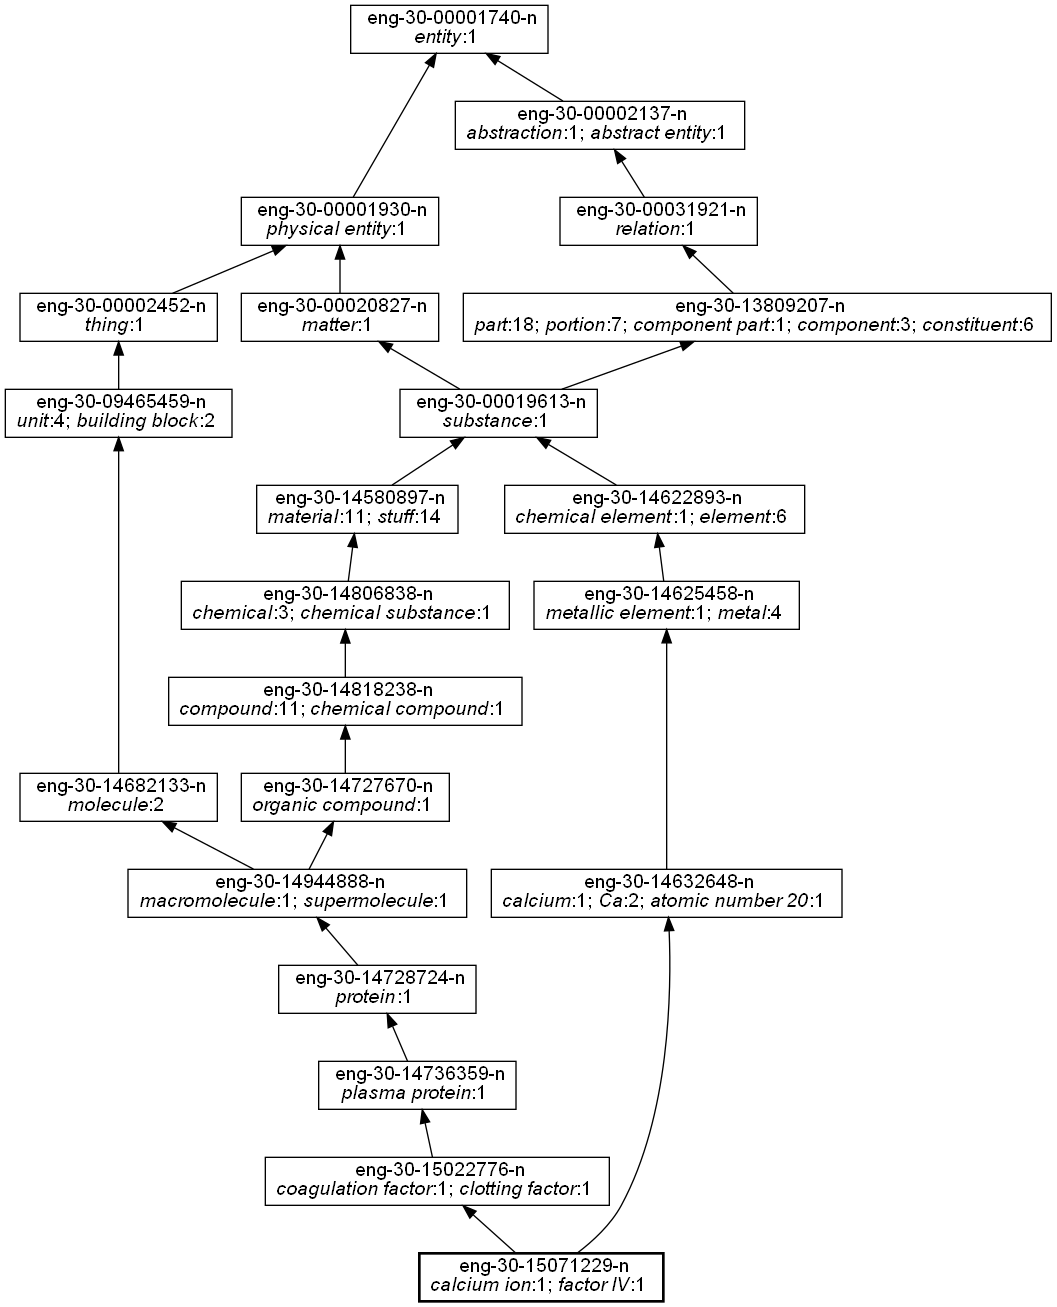 eng-30-00001740-n
entity:1
eng-30-00002137-n
abstraction:1; abstract entity:1
eng-30-00001930-n
physical entity:1
eng-30-00031921-n
relation:1
eng-30-00002452-n
thing:1
eng-30-00020827-n
matter:1
eng-30-13809207-n
part:18; portion:7; component part:1; component:3; constituent:6
eng-30-09465459-n
unit:4; building block:2
eng-30-00019613-n
substance:1
eng-30-14580897-n
material:11; stuff:14
eng-30-14622893-n
chemical element:1; element:6
eng-30-14806838-n
chemical:3; chemical substance:1
eng-30-14625458-n
metallic element:1; metal:4
eng-30-14818238-n
compound:11; chemical compound:1
eng-30-14682133-n
molecule:2
eng-30-14727670-n
organic compound:1
eng-30-14944888-n
macromolecule:1; supermolecule:1
eng-30-14632648-n
calcium:1; Ca:2; atomic number 20:1
eng-30-14728724-n
protein:1
eng-30-14736359-n
plasma protein:1
eng-30-15022776-n
coagulation factor:1; clotting factor:1
eng-30-15071229-n
calcium ion:1; factor IV:1